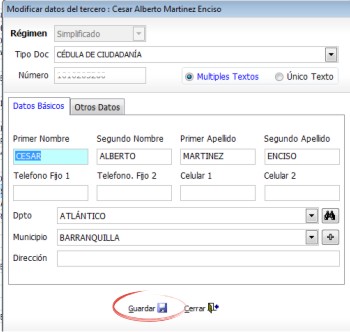 Modificar datos del tercero : Cesar Alberto Martinez Enciso
Régimen Simplificado
Tipo Doc CÉDULA DE CIUDADANÍA
Número Multiples Textos Único Texto
Datos Básicos Otros Datos
Primer Nombre Segundo Nombre Primer Apellido Segundo Apellido
CESAR ALBERTO MARTINEZ ENCISO
Telefono Fijo 1 Telefono. Fijo 2 Celular 1 Celular 2
Dpto ATLÁNTICO
Municipio BARRANQUILLA
Dirección
Guardar Cerrar